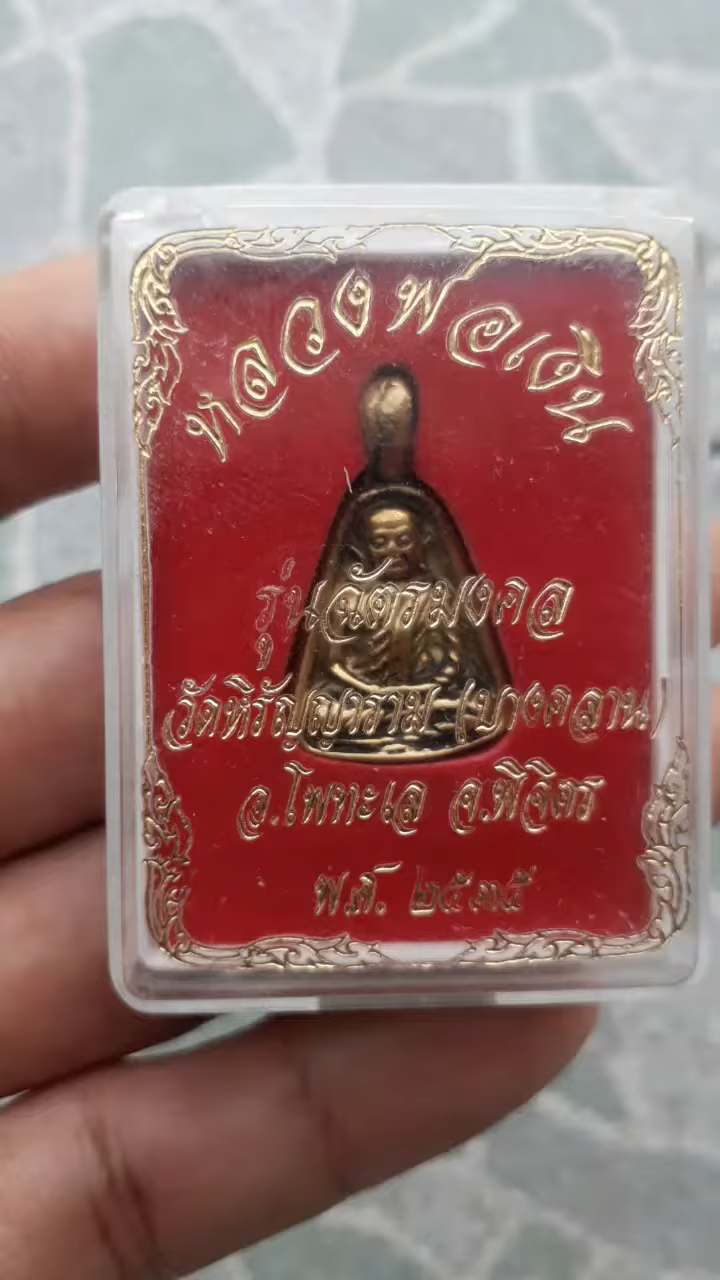 หลวงพ่อเงิน
รุ่นฉัตรมงคล
วัดหิรัญญาราม (บางคลาน)
อ.โพทะเล จ.พิจิตร
พ.ศ. ๒๕๓๕